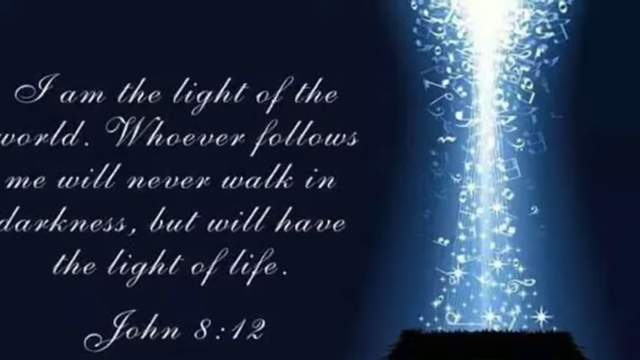 I am the light of the
world. Whoever follows
me will never walk in
darkness, but will have
the light of life.
John 8:12